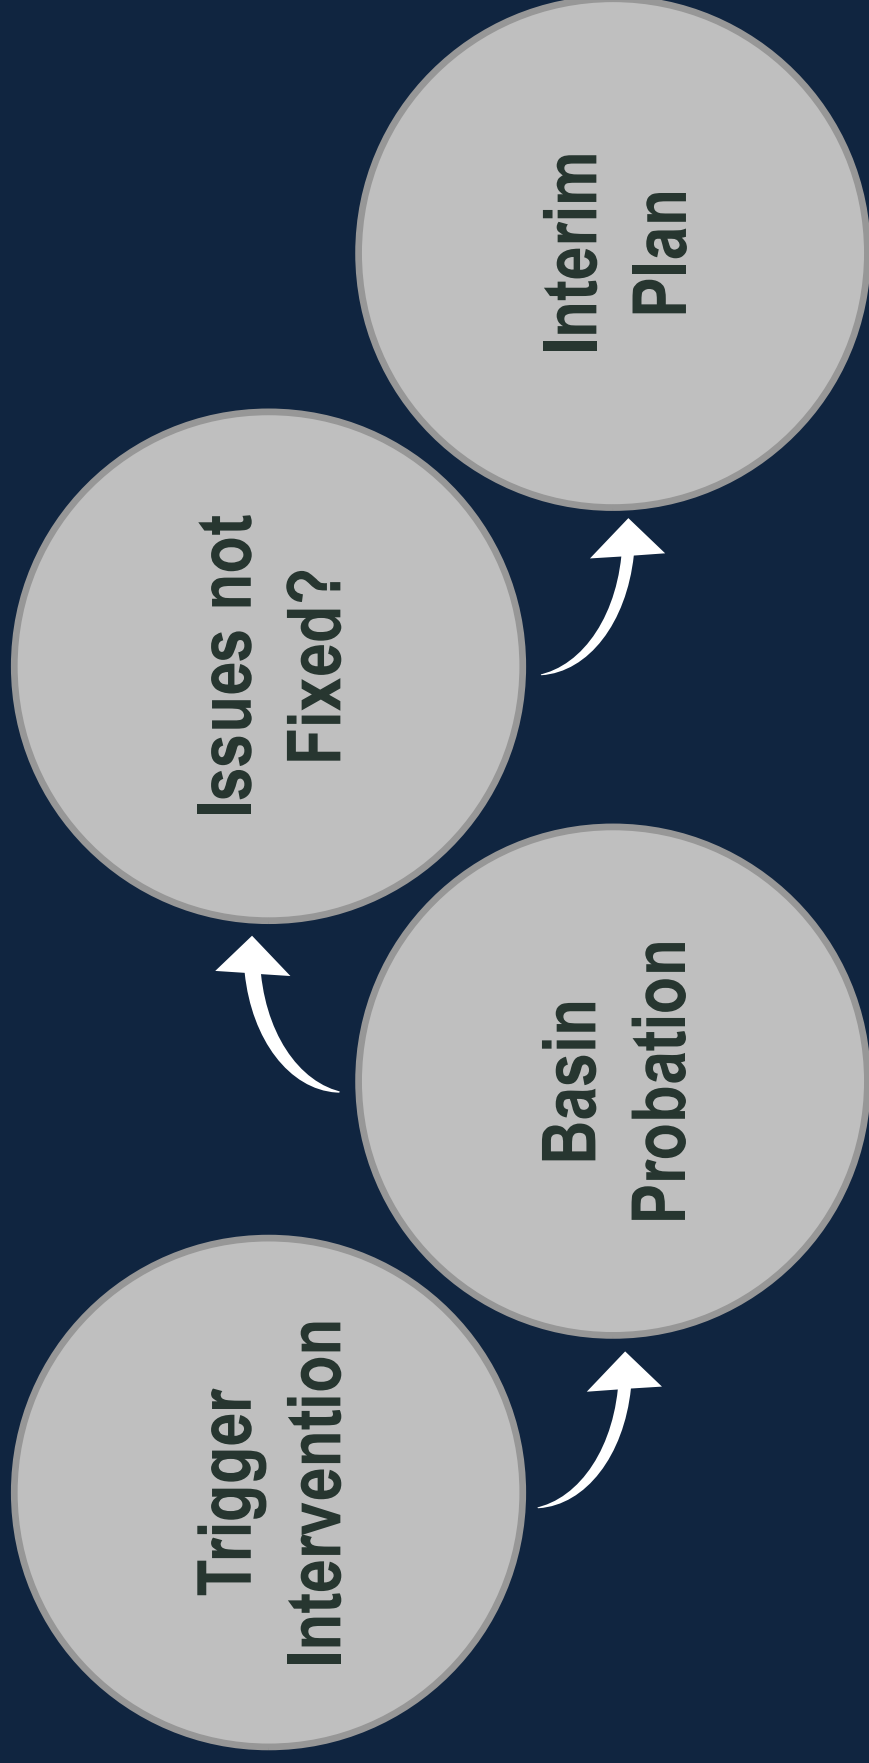 Trigger
Intervention
Basin
Probation
Issues not
Fixed?
Interim
Plan